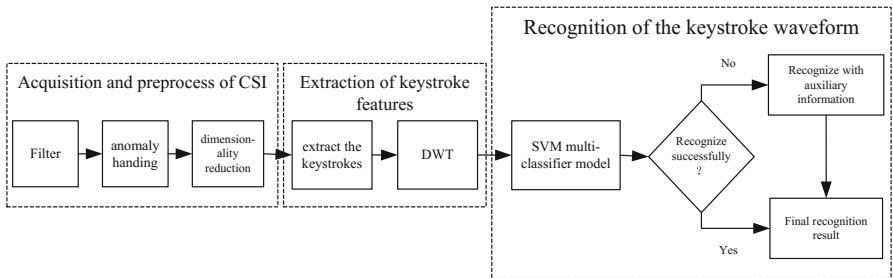 Acquisition and preprocess of CSI
Filter
anomaly
handing
dimension-
ality
reduction
Extraction of keystroke
features
extract the
keystrokes
DWT
Recognition of the keystroke waveform
SVM multi-
classifier model
Recognize
successfully
?
No
Recognize with
auxiliary
information
Yes
Final recognition
result